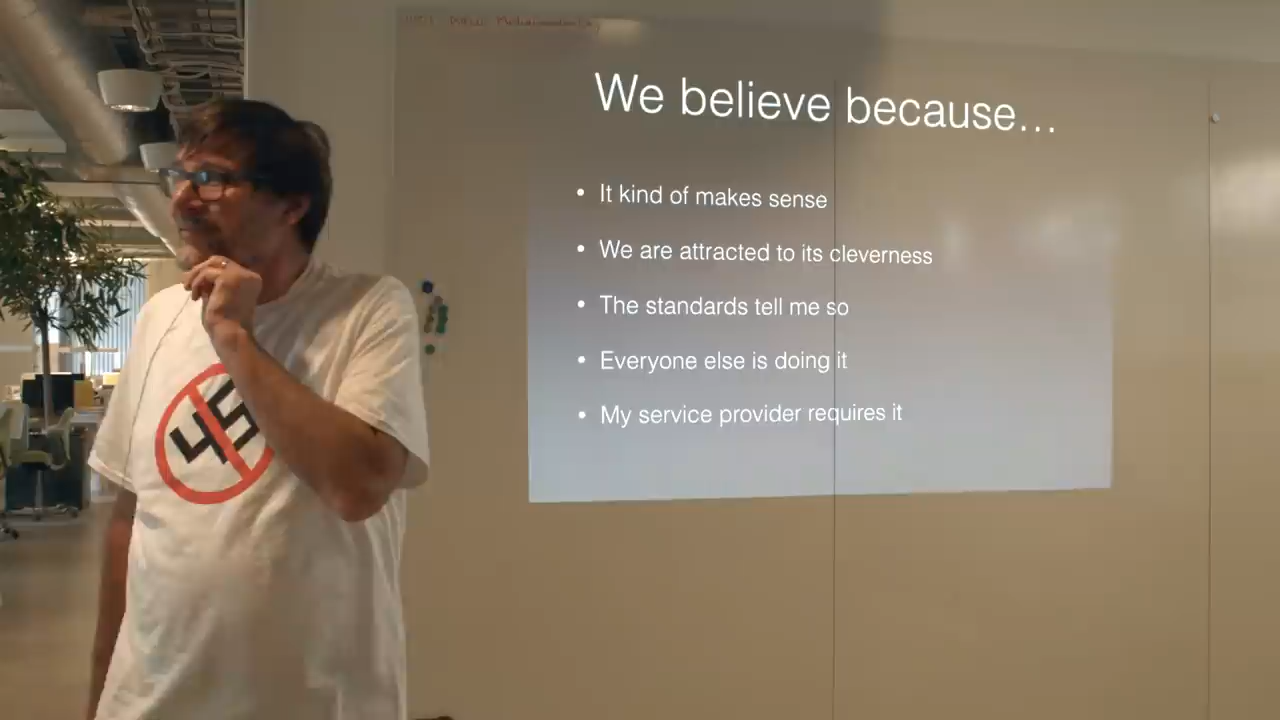 We believe because...
• It kind of makes sense
• We are attracted to its cleverness
• The standards tell me so
• Everyone else is doing it
• My service provider requires it
45